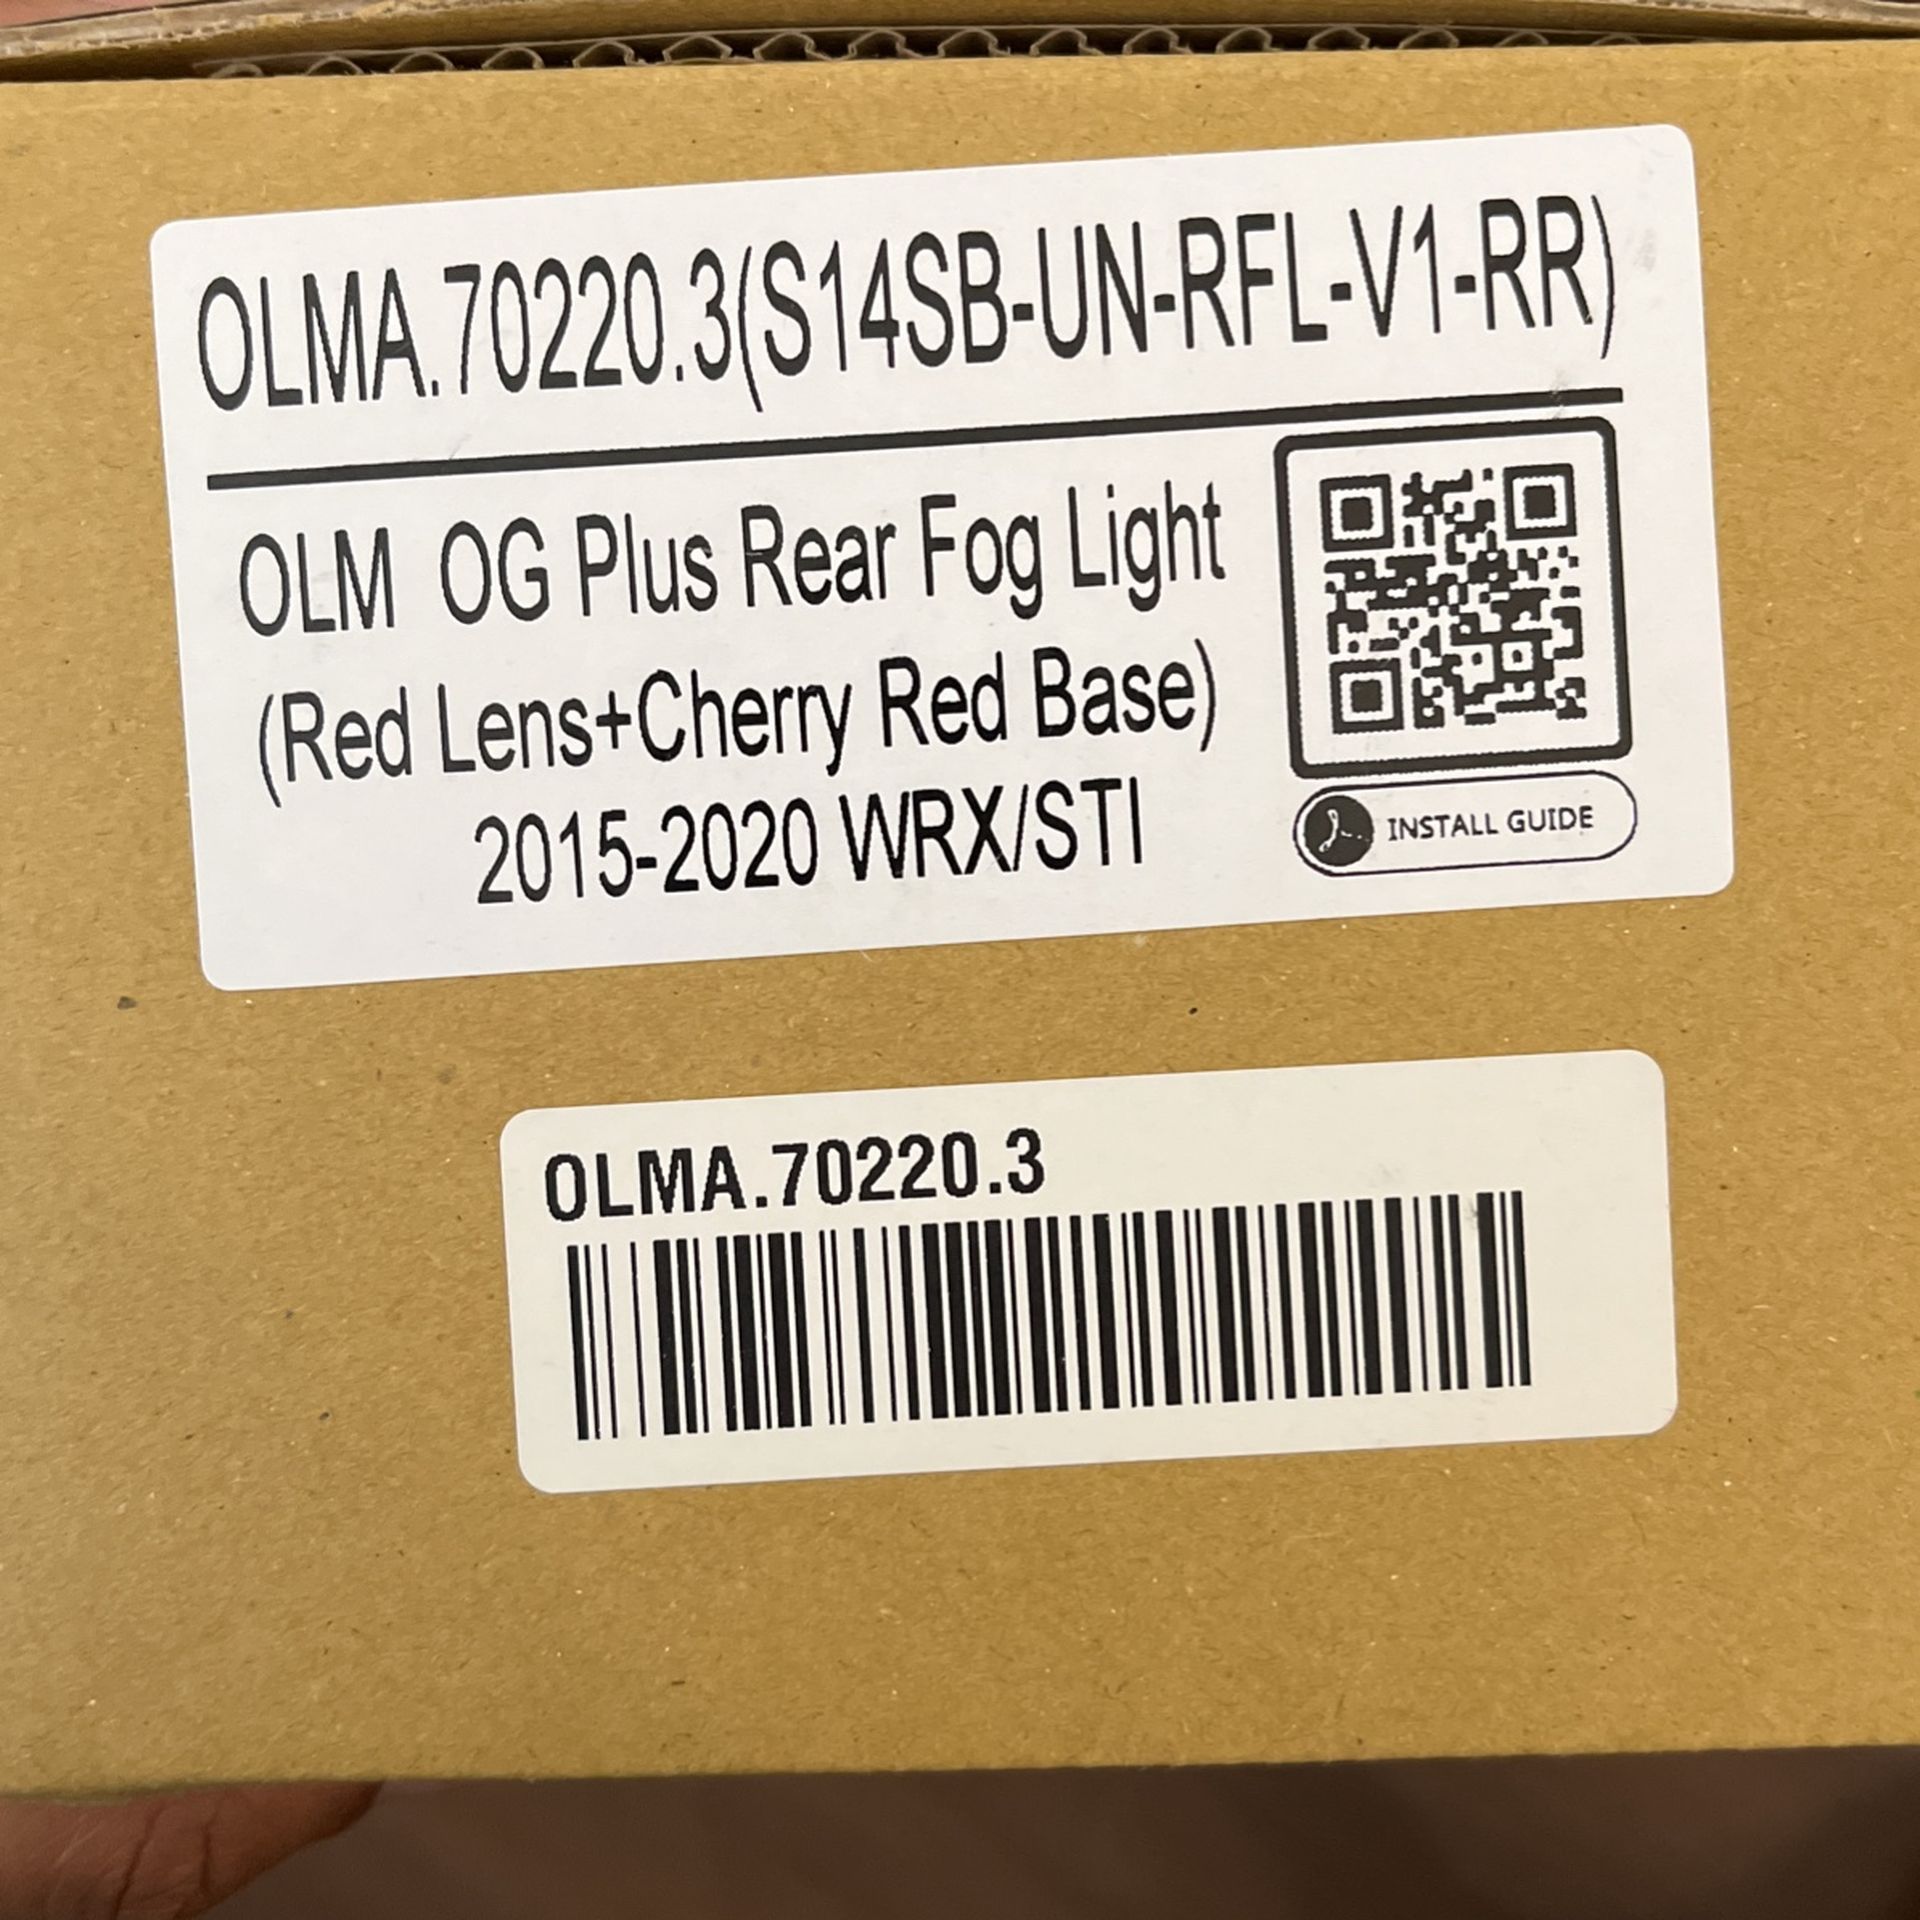 OLMA.70220.3(S14SB-UN-RFL-V1-RR)
OLM OG Plus Rear Fog Light
(Red Lens+Cherry Red Base)
2015-2020 WRX/STI
INSTALL GUIDE
OLMA.70220.3